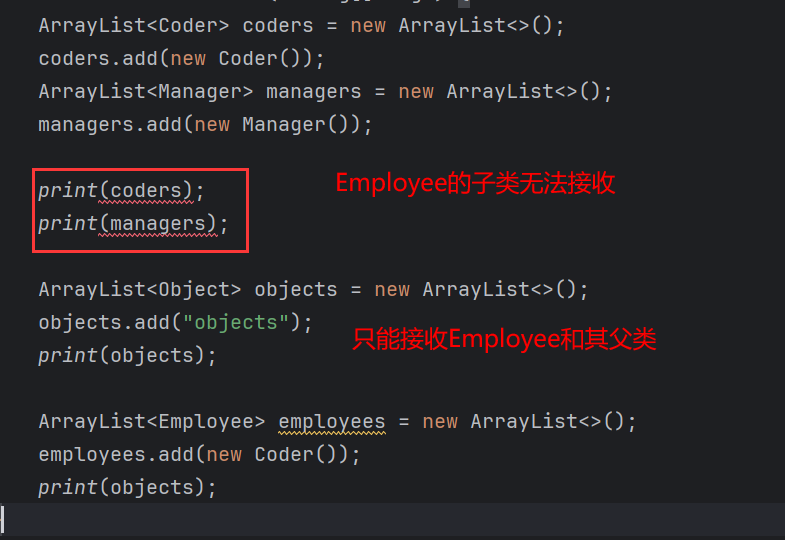 ArrayList<Coder> coders = new ArrayList<>();
coders.add(new Coder());
ArrayList<Manager> managers = new ArrayList<>();
managers.add(new Manager());
print(coders);
Employee的子类无法接收
print(managers);
ArrayList<Object> objects = new ArrayList<>();
objects.add("objects");
只能接收Employee和其父类
print(objects);
ArrayList<Employee> employees = new ArrayList<>();
employees.add(new Coder());
print(objects);